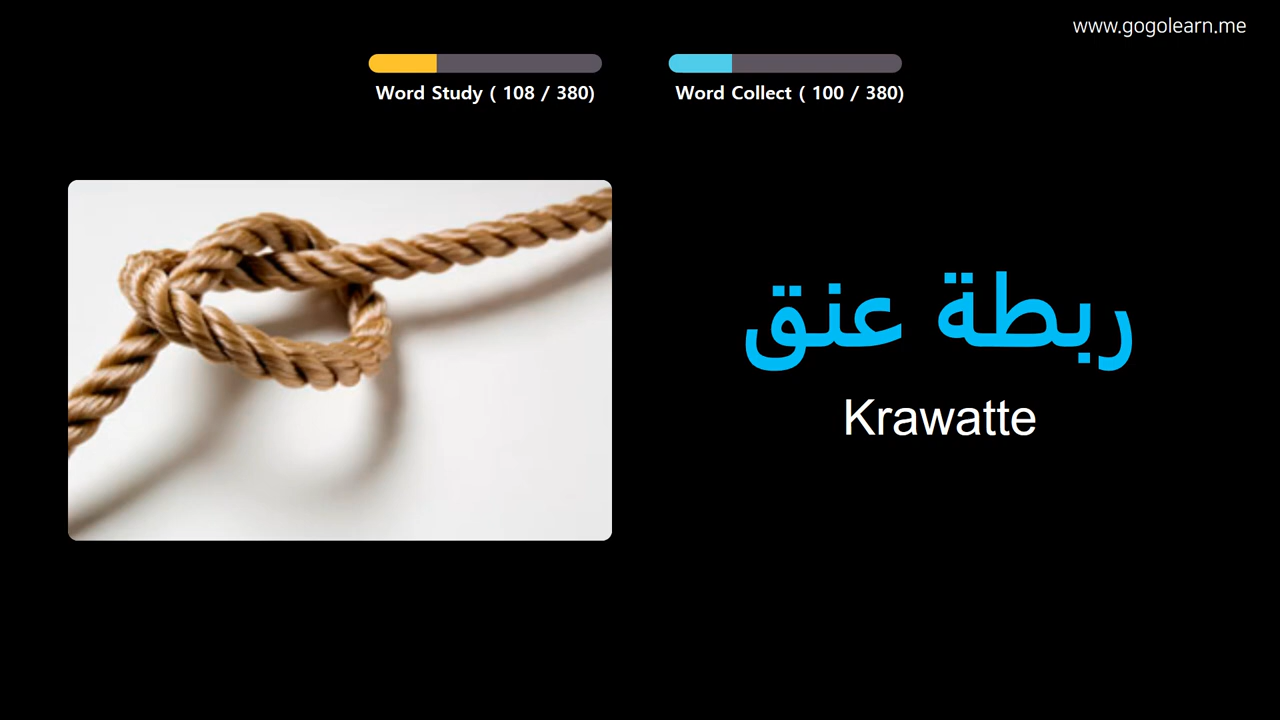 www.gogolearn.me
Word Study ( 108 / 380)
Word Collect ( 100 / 380)
ربطة عنق
Krawatte